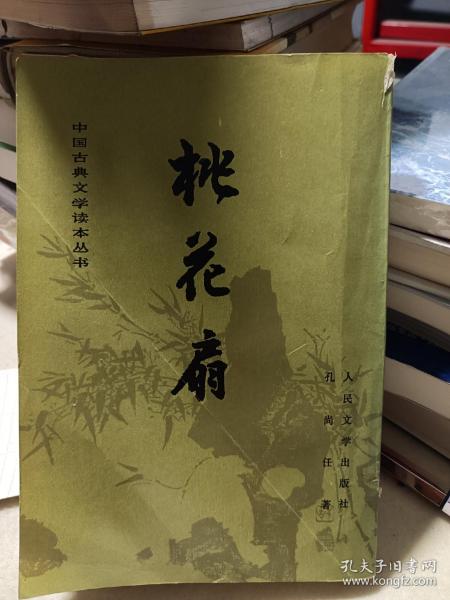 中国古典文学读本丛书
桃花扇
人民文学出版社
孔尚任 著
孔夫子旧书网
www.kongfz.com